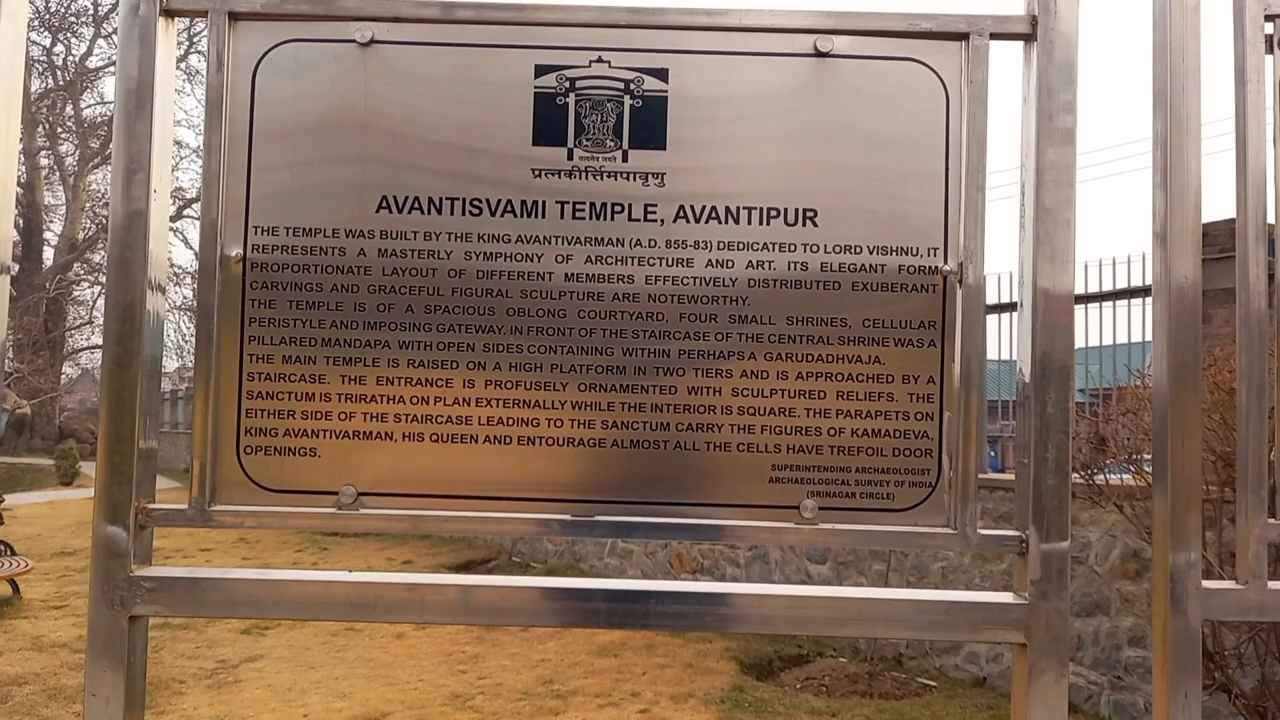 सत्यमेव जयते
प्रत्नकीर्त्तिमपावृणु
AVANTISVAMI TEMPLE, AVANTIPUR
THE TEMPLE WAS BUILT BY THE KING AVANTIVARMAN (A.D. 855-83) DEDICATED TO LORD VISHNU, IT
REPRESENTS A MASTERLY SYMPHONY OF ARCHITECTURE AND ART. ITS ELEGANT FORM
PROPORTIONATE LAYOUT OF DIFFERENT MEMBERS EFFECTIVELY DISTRIBUTED EXUBERANT
CARVINGS AND GRACEFUL FIGURAL SCULPTURE ARE NOTEWORTHY.
THE TEMPLE IS OF A SPACIOUS OBLONG COURTYARD, FOUR SMALL SHRINES, CELLULAR
PERISTYLE AND IMPOSING GATEWAY. IN FRONT OF THE STAIRCASE OF THE CENTRAL SHRINE WAS A
PILLARED MANDAPA WITH OPEN SIDES CONTAINING WITHIN PERHAPS A GARUDADHVAJA.
THE MAIN TEMPLE IS RAISED ON A HIGH PLATFORM IN TWO TIERS AND IS APPROACHED BY A
STAIRCASE. THE ENTRANCE IS PROFUSELY ORNAMENTED WITH SCULPTURED RELIEFS. THE
SANCTUM IS TRIRATHA ON PLAN EXTERNALLY WHILE THE INTERIOR IS SQUARE. THE PARAPETS ON
EITHER SIDE OF THE STAIRCASE LEADING TO THE SANCTUM CARRY THE FIGURES OF KAMADEVA,
KING AVANTIVARMAN, HIS QUEEN AND ENTOURAGE ALMOST ALL THE CELLS HAVE TREFOIL DOOR
OPENINGS.
SUPERINTENDING ARCHAEOLOGIST
ARCHAEOLOGICAL SURVEY OF INDIA
(SRINAGAR CIRCLE)